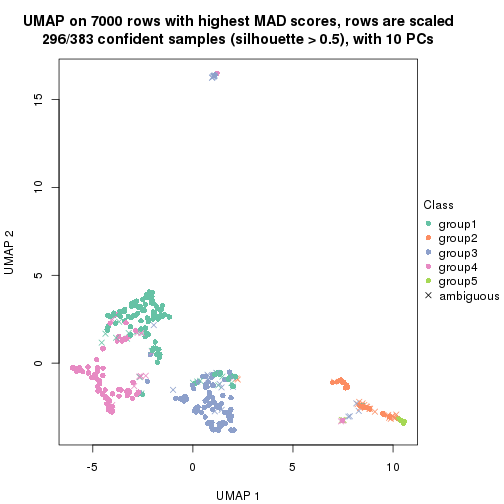 UMAP on 7000 rows with highest MAD scores, rows are scaled
296/383 confident samples (silhouette > 0.5), with 10 PCs
15
10
5
0
UMAP 2
-5
0
5
10
UMAP 1
Class
group1
group2
group3
group4
group5
ambiguous